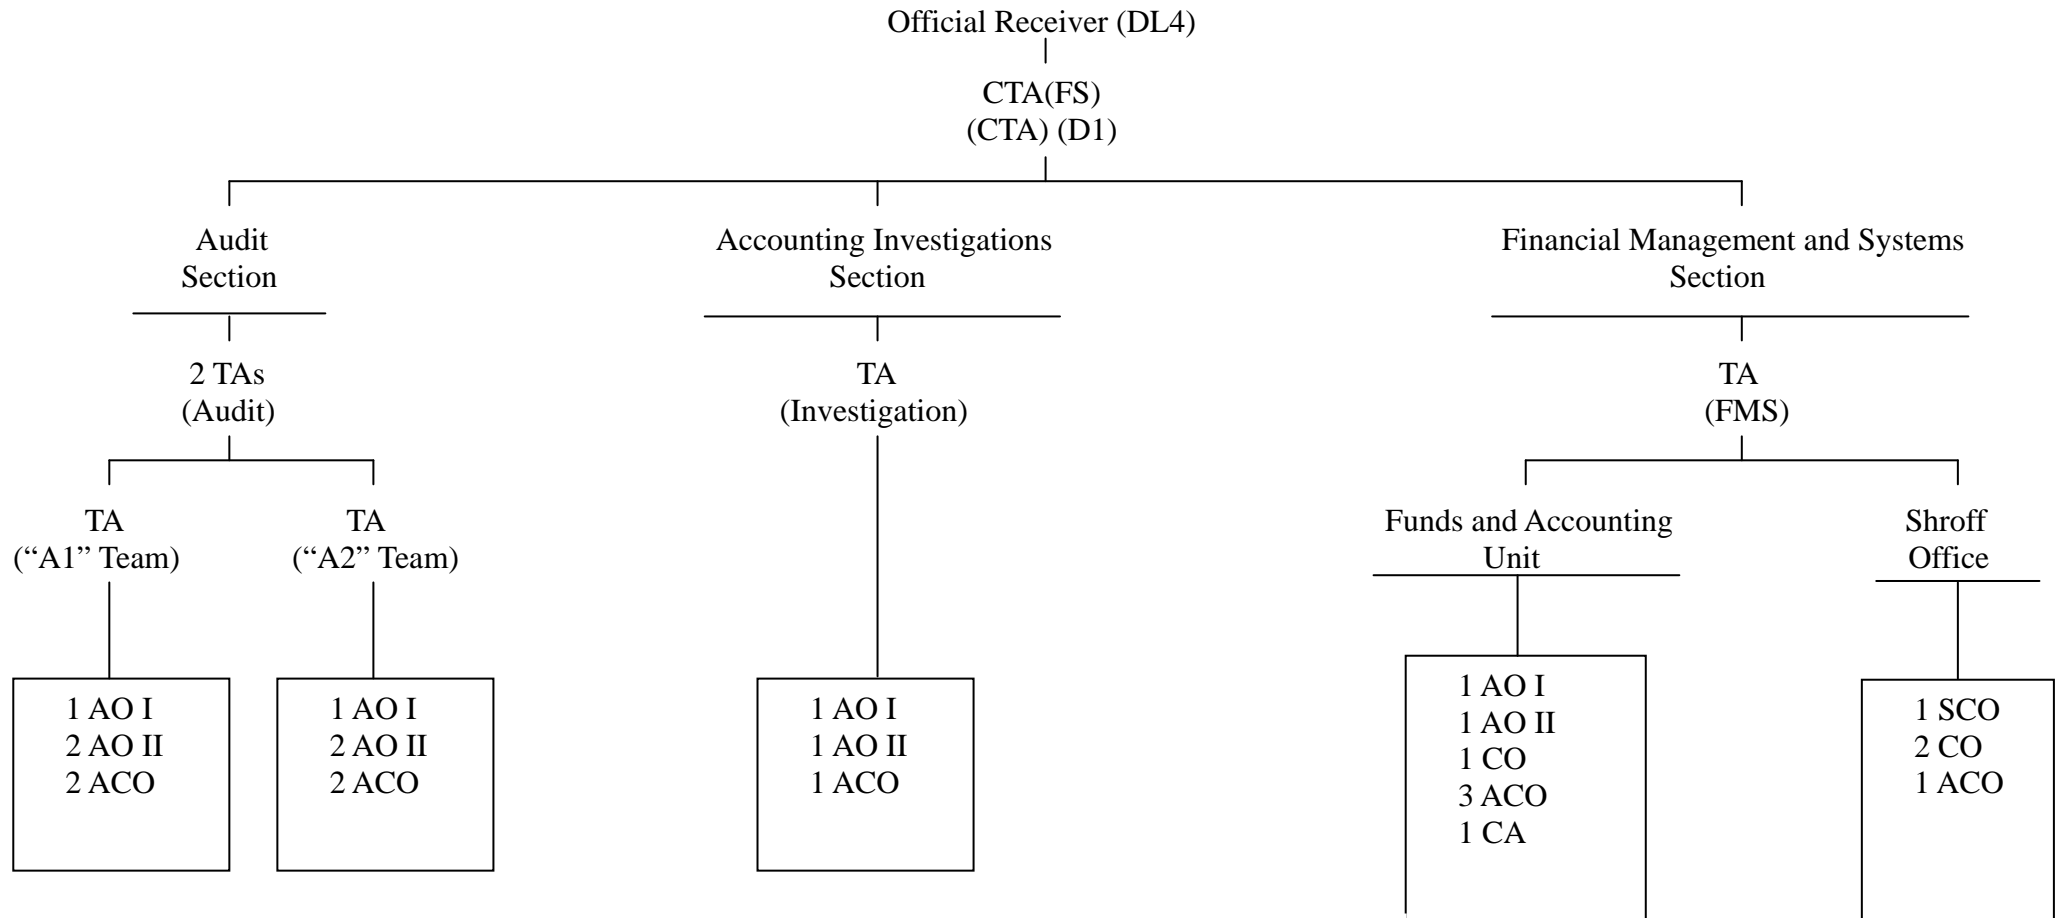 Official Receiver (DL4)
CTA(FS)
(CTA) (D1)
Audit
Section
Accounting Investigations
Section
Financial Management and Systems
Section
2 TAs
(Audit)
TA
(Investigation)
TA
(FMS)
TA
(“A1” Team)
TA
(“A2” Team)
Funds and Accounting
Unit
Shroff
Office
1 AO I
2 AO II
2 ACO
1 AO I
2 AO II
2 ACO
1 AO I
1 AO II
1 ACO
1 AO I
1 AO II
1 CO
3 ACO
1 CA
1 SCO
2 CO
1 ACO